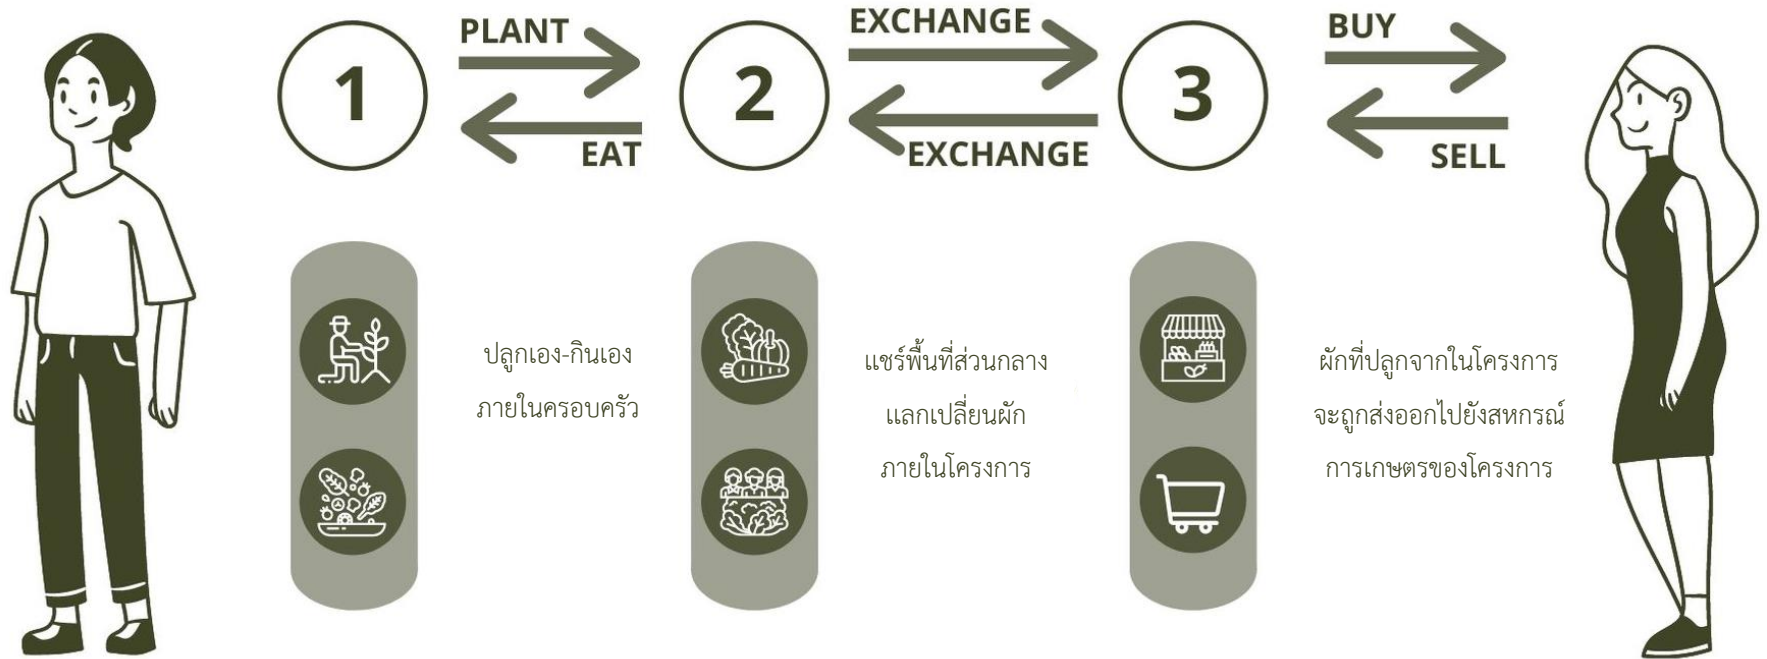 1
PLANT
EAT
2
EXCHANGE
EXCHANGE
3
BUY
SELL
ปลูกเอง-กินเอง
ภายในครอบครัว
แชร์พื้นที่ส่วนกลาง
แลกเปลี่ยนผัก
ภายในโครงการ
ผักที่ปลูกจากในโครงการ
จะถูกส่งออกไปยังสหกรณ์
การเกษตรของโครงการ